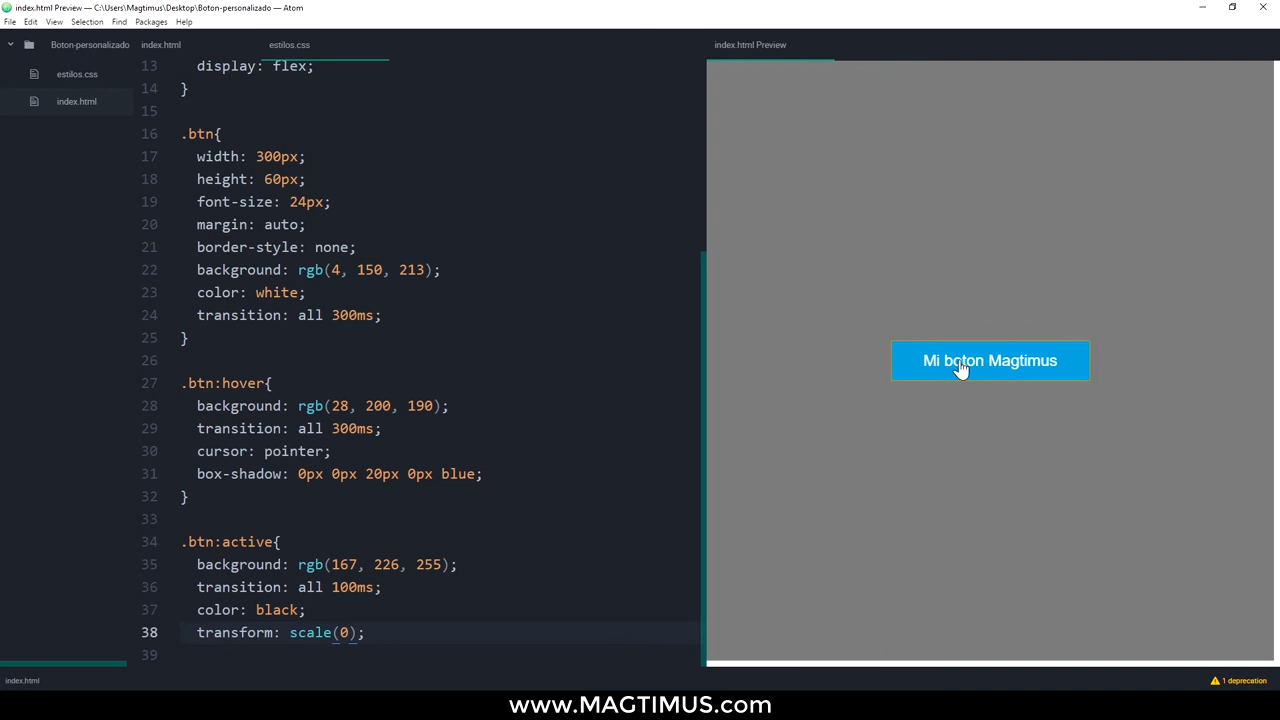 index.html Preview — C:\Users\Magtimus\Desktop\Boton-personalizado — Atom
File Edit View Selection Find Packages Help
Boton-personalizado
estilos.css
index.html
index.html estilos.css
13 display: flex;
14 }
15
16 .btn{
17 width: 300px;
18 height: 60px;
19 font-size: 24px;
20 margin: auto;
21 border-style: none;
22 background: rgb(4, 150, 213);
23 color: white;
24 transition: all 300ms;
25 }
26
27 .btn:hover{
28 background: rgb(28, 200, 190);
29 transition: all 300ms;
30 cursor: pointer;
31 box-shadow: 0px 0px 20px 0px blue;
32 }
33
34 .btn:active{
35 background: rgb(167, 226, 255);
36 transition: all 100ms;
37 color: black;
38 transform: scale(0);
39
index.html Preview
Mi boton Magtimus
index.html
1 deprecation
www.MAGTIMUS.com